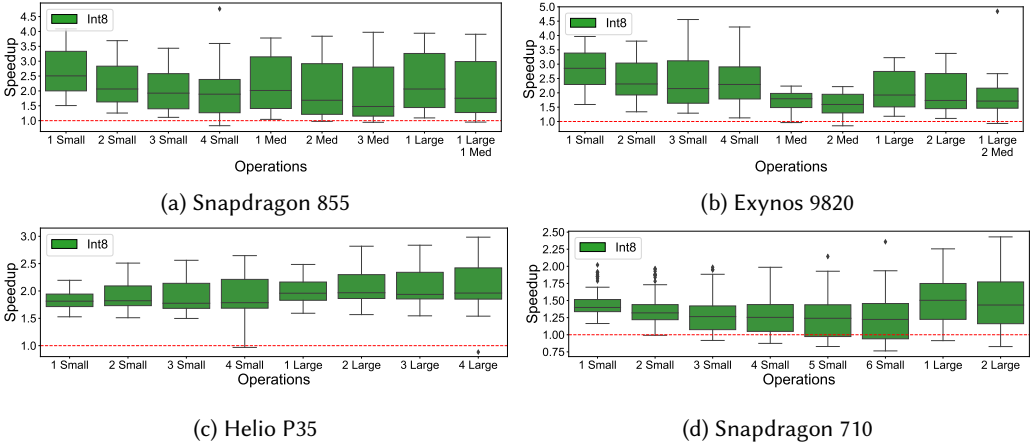 4.5
4.0
3.5
3.0
2.5
2.0
1.5
1.0
Speedup
Int8
1 Small 2 Small 3 Small 4 Small 1 Med 2 Med 3 Med 1 Large 1 Large
1 Med
Operations
(a) Snapdragon 855
5.0
4.5
4.0
3.5
3.0
2.5
2.0
1.5
1.0
Speedup
Int8
1 Small 2 Small 3 Small 4 Small 1 Med 2 Med 1 Large 2 Large 1 Large
2 Med
Operations
(b) Exynos 9820
3.0
2.5
2.0
1.5
1.0
Speedup
Int8
1 Small 2 Small 3 Small 4 Small 1 Large 2 Large 3 Large 4 Large
Operations
(c) Helio P35
2.50
2.25
2.00
1.75
1.50
1.25
1.00
0.75
Speedup
Int8
1 Small 2 Small 3 Small 4 Small 5 Small 6 Small 1 Large 2 Large
Operations
(d) Snapdragon 710